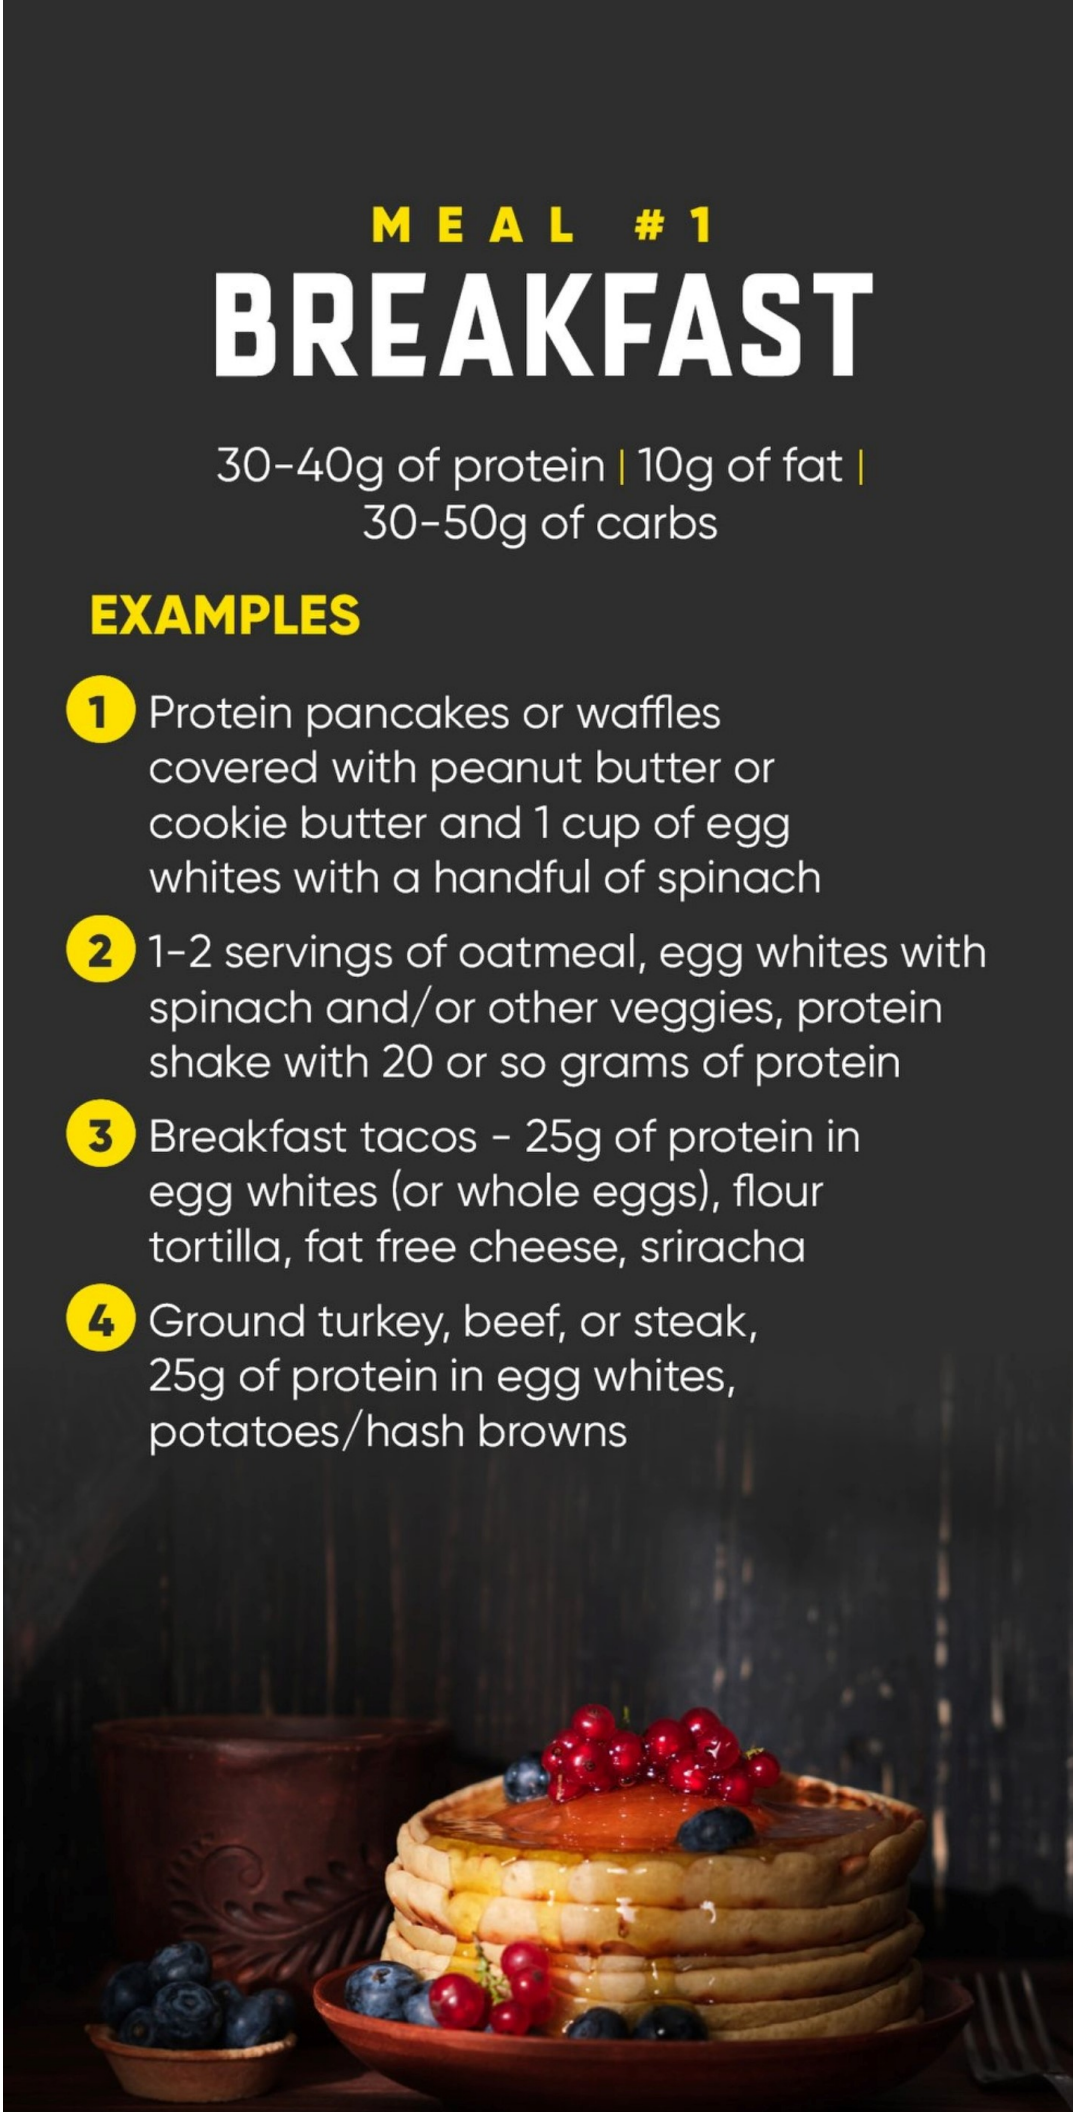 MEAL #1
BREAKFAST
30-40g of protein | 10g of fat |
30-50g of carbs
EXAMPLES
1 Protein pancakes or waffles
covered with peanut butter or
cookie butter and 1 cup of egg
whites with a handful of spinach
2 1-2 servings of oatmeal, egg whites with
spinach and/or other veggies, protein
shake with 20 or so grams of protein
3 Breakfast tacos - 25g of protein in
egg whites (or whole eggs), flour
tortilla, fat free cheese, sriracha
4 Ground turkey, beef, or steak,
25g of protein in egg whites,
potatoes/hash browns